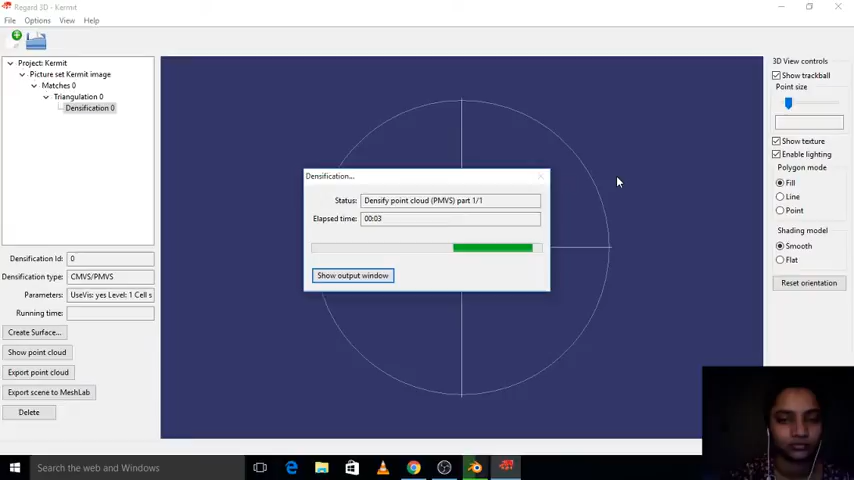 Regard 3D - Kermit
File Options View Help
Project: Kermit
Picture set Kermit image
Matches 0
Triangulation 0
Densification 0
Densification Id: 0
Densification type: CMVS/PMVS
Parameters: UseVis: yes Level: 1 Cell s
Running time:
Create Surface...
Show point cloud
Export point cloud
Export scene to MeshLab
Delete
Densification...
Status: Densify point cloud (PMVS) part 1/1
Elapsed time: 00:03
Show output window
3D View controls
Show trackball
Point size
Show texture
Enable lighting
Polygon mode
Fill
Line
Point
Shading model
Smooth
Flat
Reset orientation
Search the web and Windows